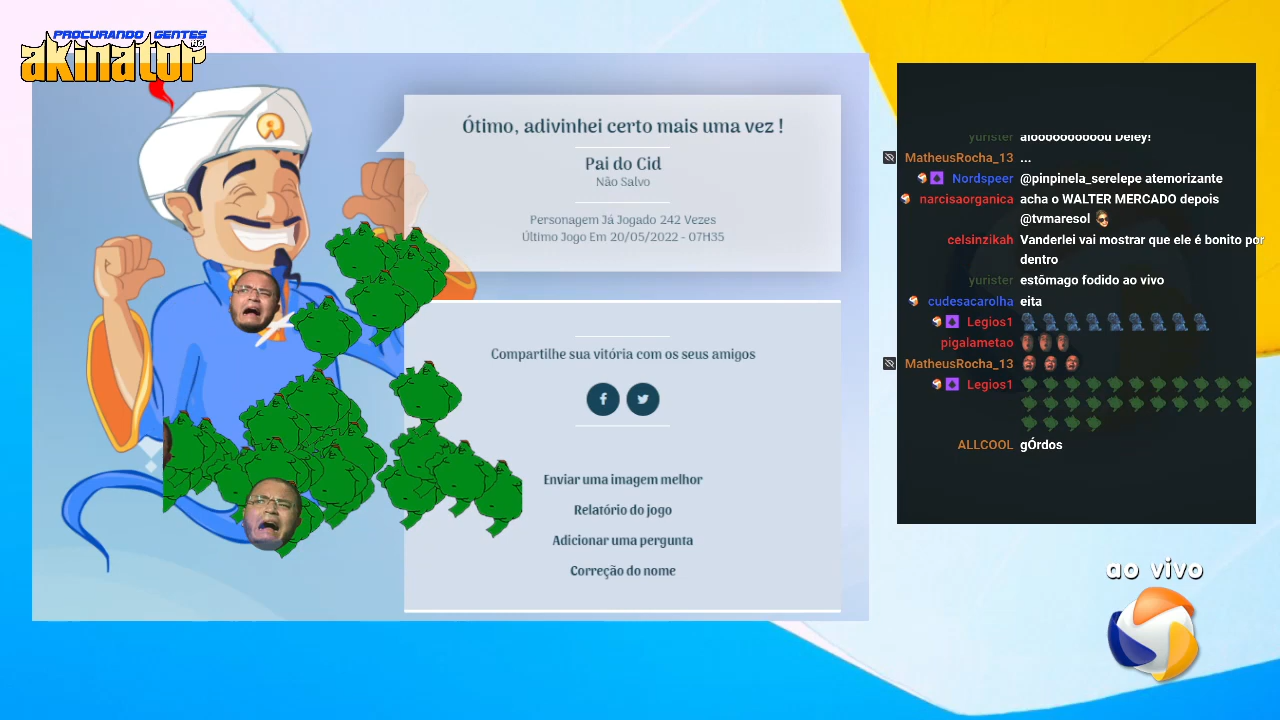 PROCURANDO GENTES
NO
akinator
Ótimo, adivinhei certo mais uma vez !
Pai do Cid
Não Salvo
Personagem Já Jogado 242 Vezes
Último Jogo Em 20/05/2022 - 07H35
Compartilhe sua vitória com os seus amigos
Enviar uma imagem melhor
Relatório do jogo
Adicionar uma pergunta
Correção do nome
yurister alooooooooou Deley!
MatheusRocha_13 ...
Nordspeer @pinpinela_serelepe atemorizante
narcisaorganica acha o WALTER MERCADO depois
@tvmaresol
celsinzikah Vanderlei vai mostrar que ele é bonito por
dentro
yurister estômago fodido ao vivo
cudesacarolha eita
Legios1
pigalametao
MatheusRocha_13
Legios1
ALLCOOL gÓrdos
ao vivo